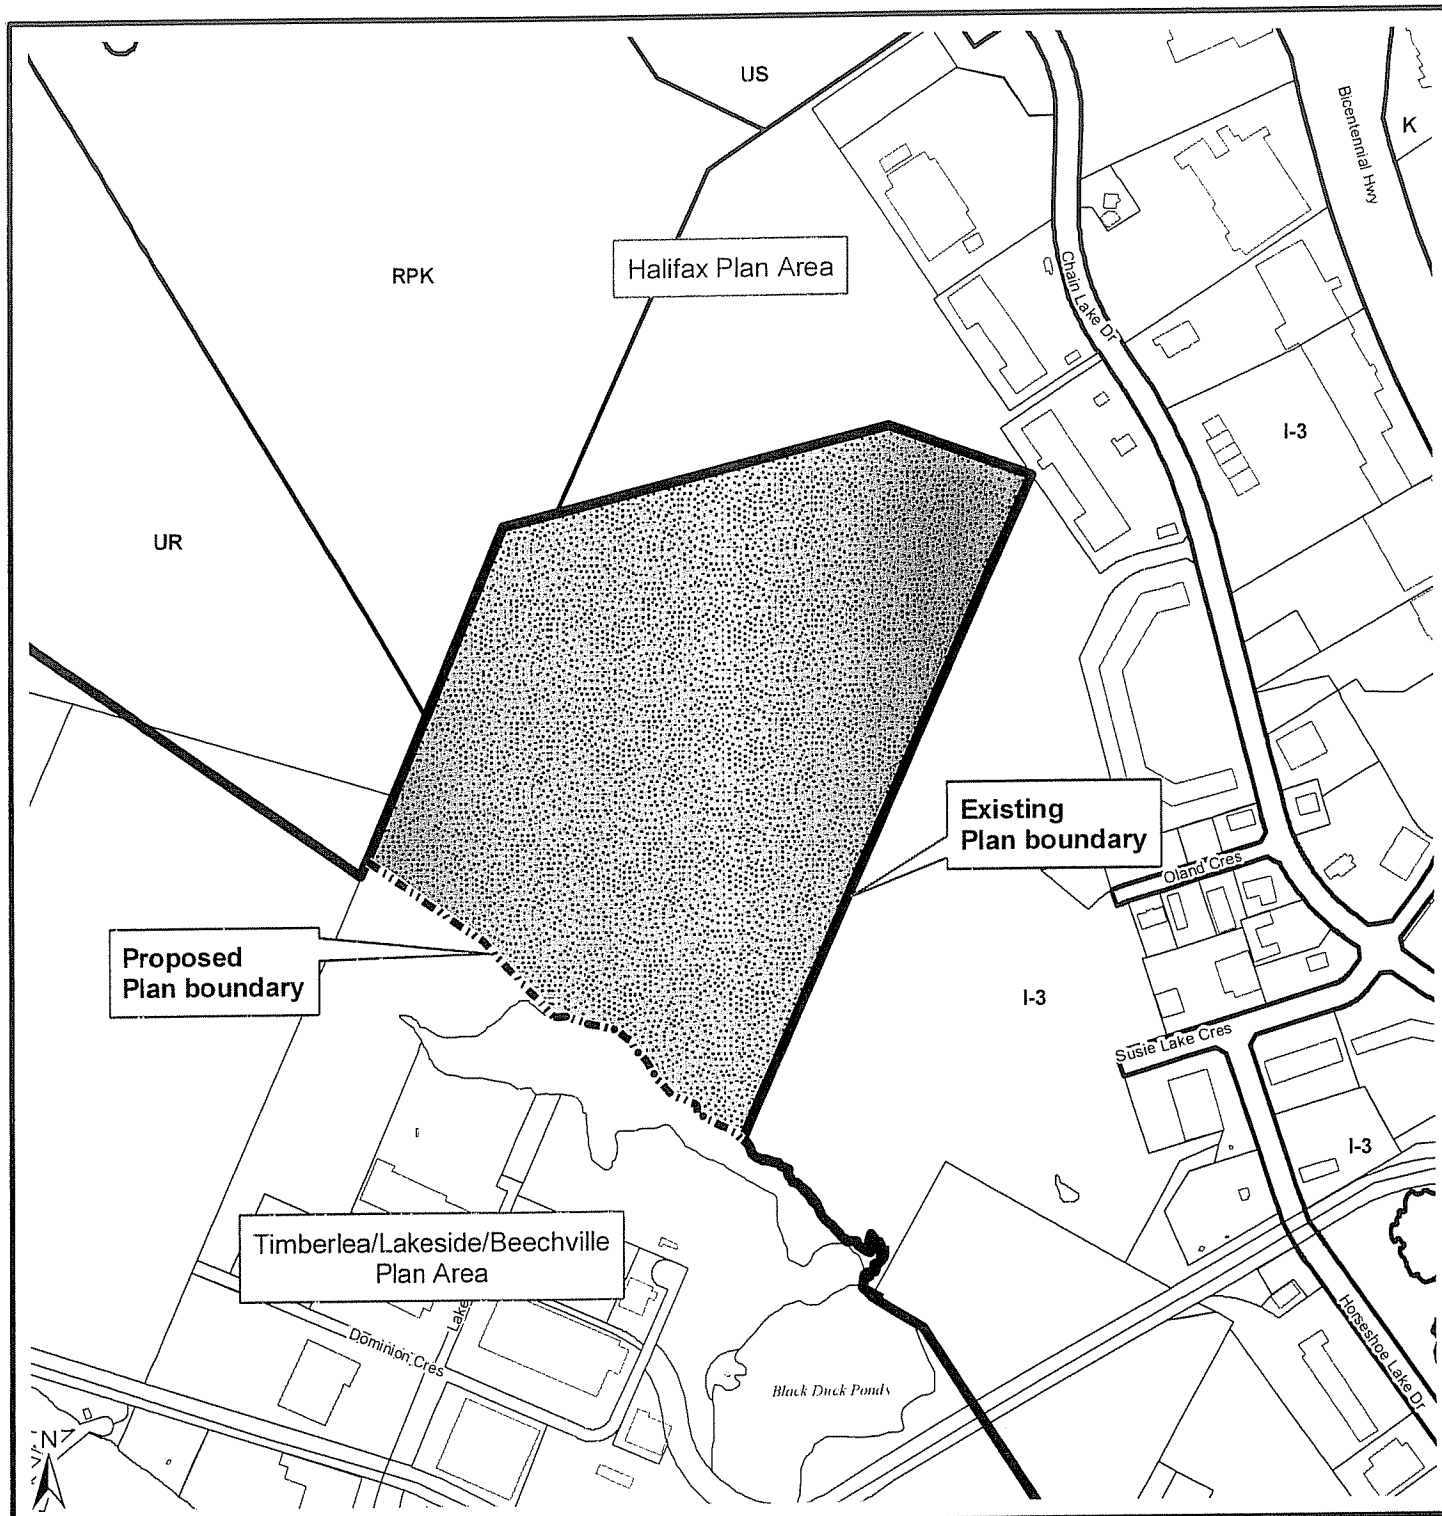 US
Bicentennial Hwy
K
RPK
Halifax Plan Area
Chain Lake Dr
I-3
UR
Existing
Plan boundary
Oland Cres
Proposed
Plan boundary
I-3
Susie Lake Cres
I-3
Timberlea/Lakeside/Beechville
Plan Area
Lake
Dominion Cres
Horseshoe Lake Dr
Black Duck Ponds
N